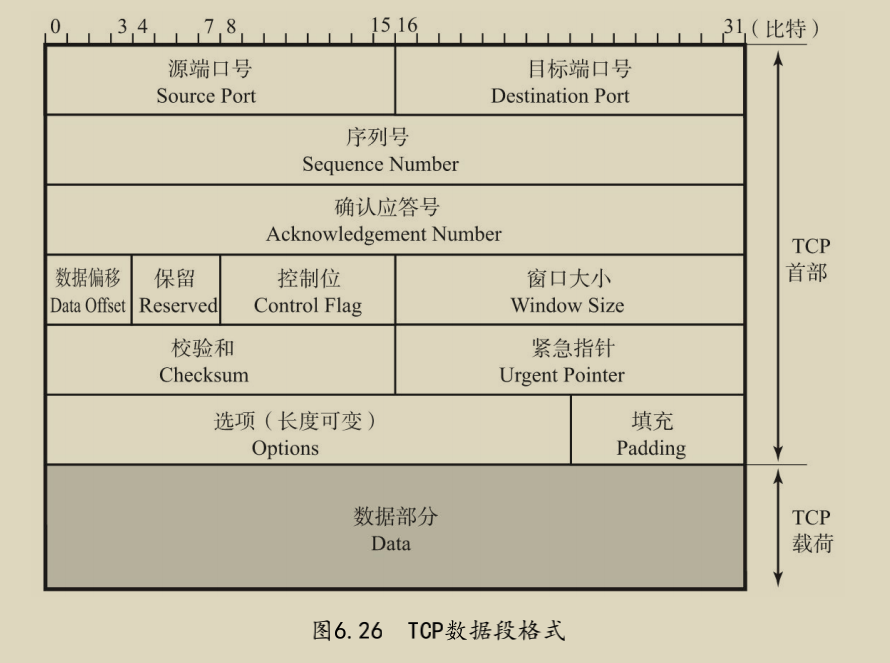 0 3 4 7 8 15 16 31 (比特)
源端口号
Source Port
目标端口号
Destination Port
序列号
Sequence Number
确认应答号
Acknowledgement Number
数据偏移
Data Offset
保留
Reserved
控制位
Control Flag
窗口大小
Window Size
校验和
Checksum
紧急指针
Urgent Pointer
选项(长度可变)
Options
填充
Padding
TCP
首部
数据部分
Data
TCP
载荷
图6.26 TCP数据段格式